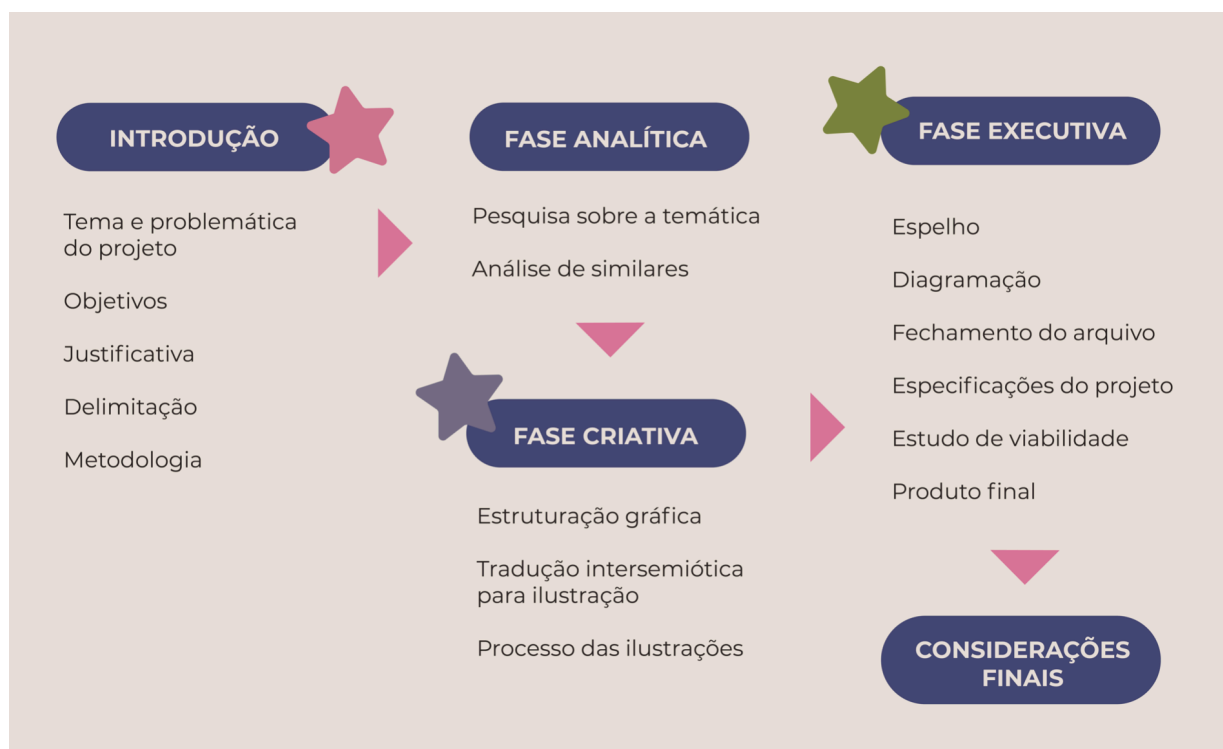 INTRODUÇÃO
Tema e problemática
do projeto
Objetivos
Justificativa
Delimitação
Metodologia
FASE ANALÍTICA
Pesquisa sobre a temática
Análise de similares
FASE CRIATIVA
Estruturação gráfica
Tradução intersemiótica
para ilustração
Processo das ilustrações
FASE EXECUTIVA
Espelho
Diagramação
Fechamento do arquivo
Especificações do projeto
Estudo de viabilidade
Produto final
CONSIDERAÇÕES
FINAIS